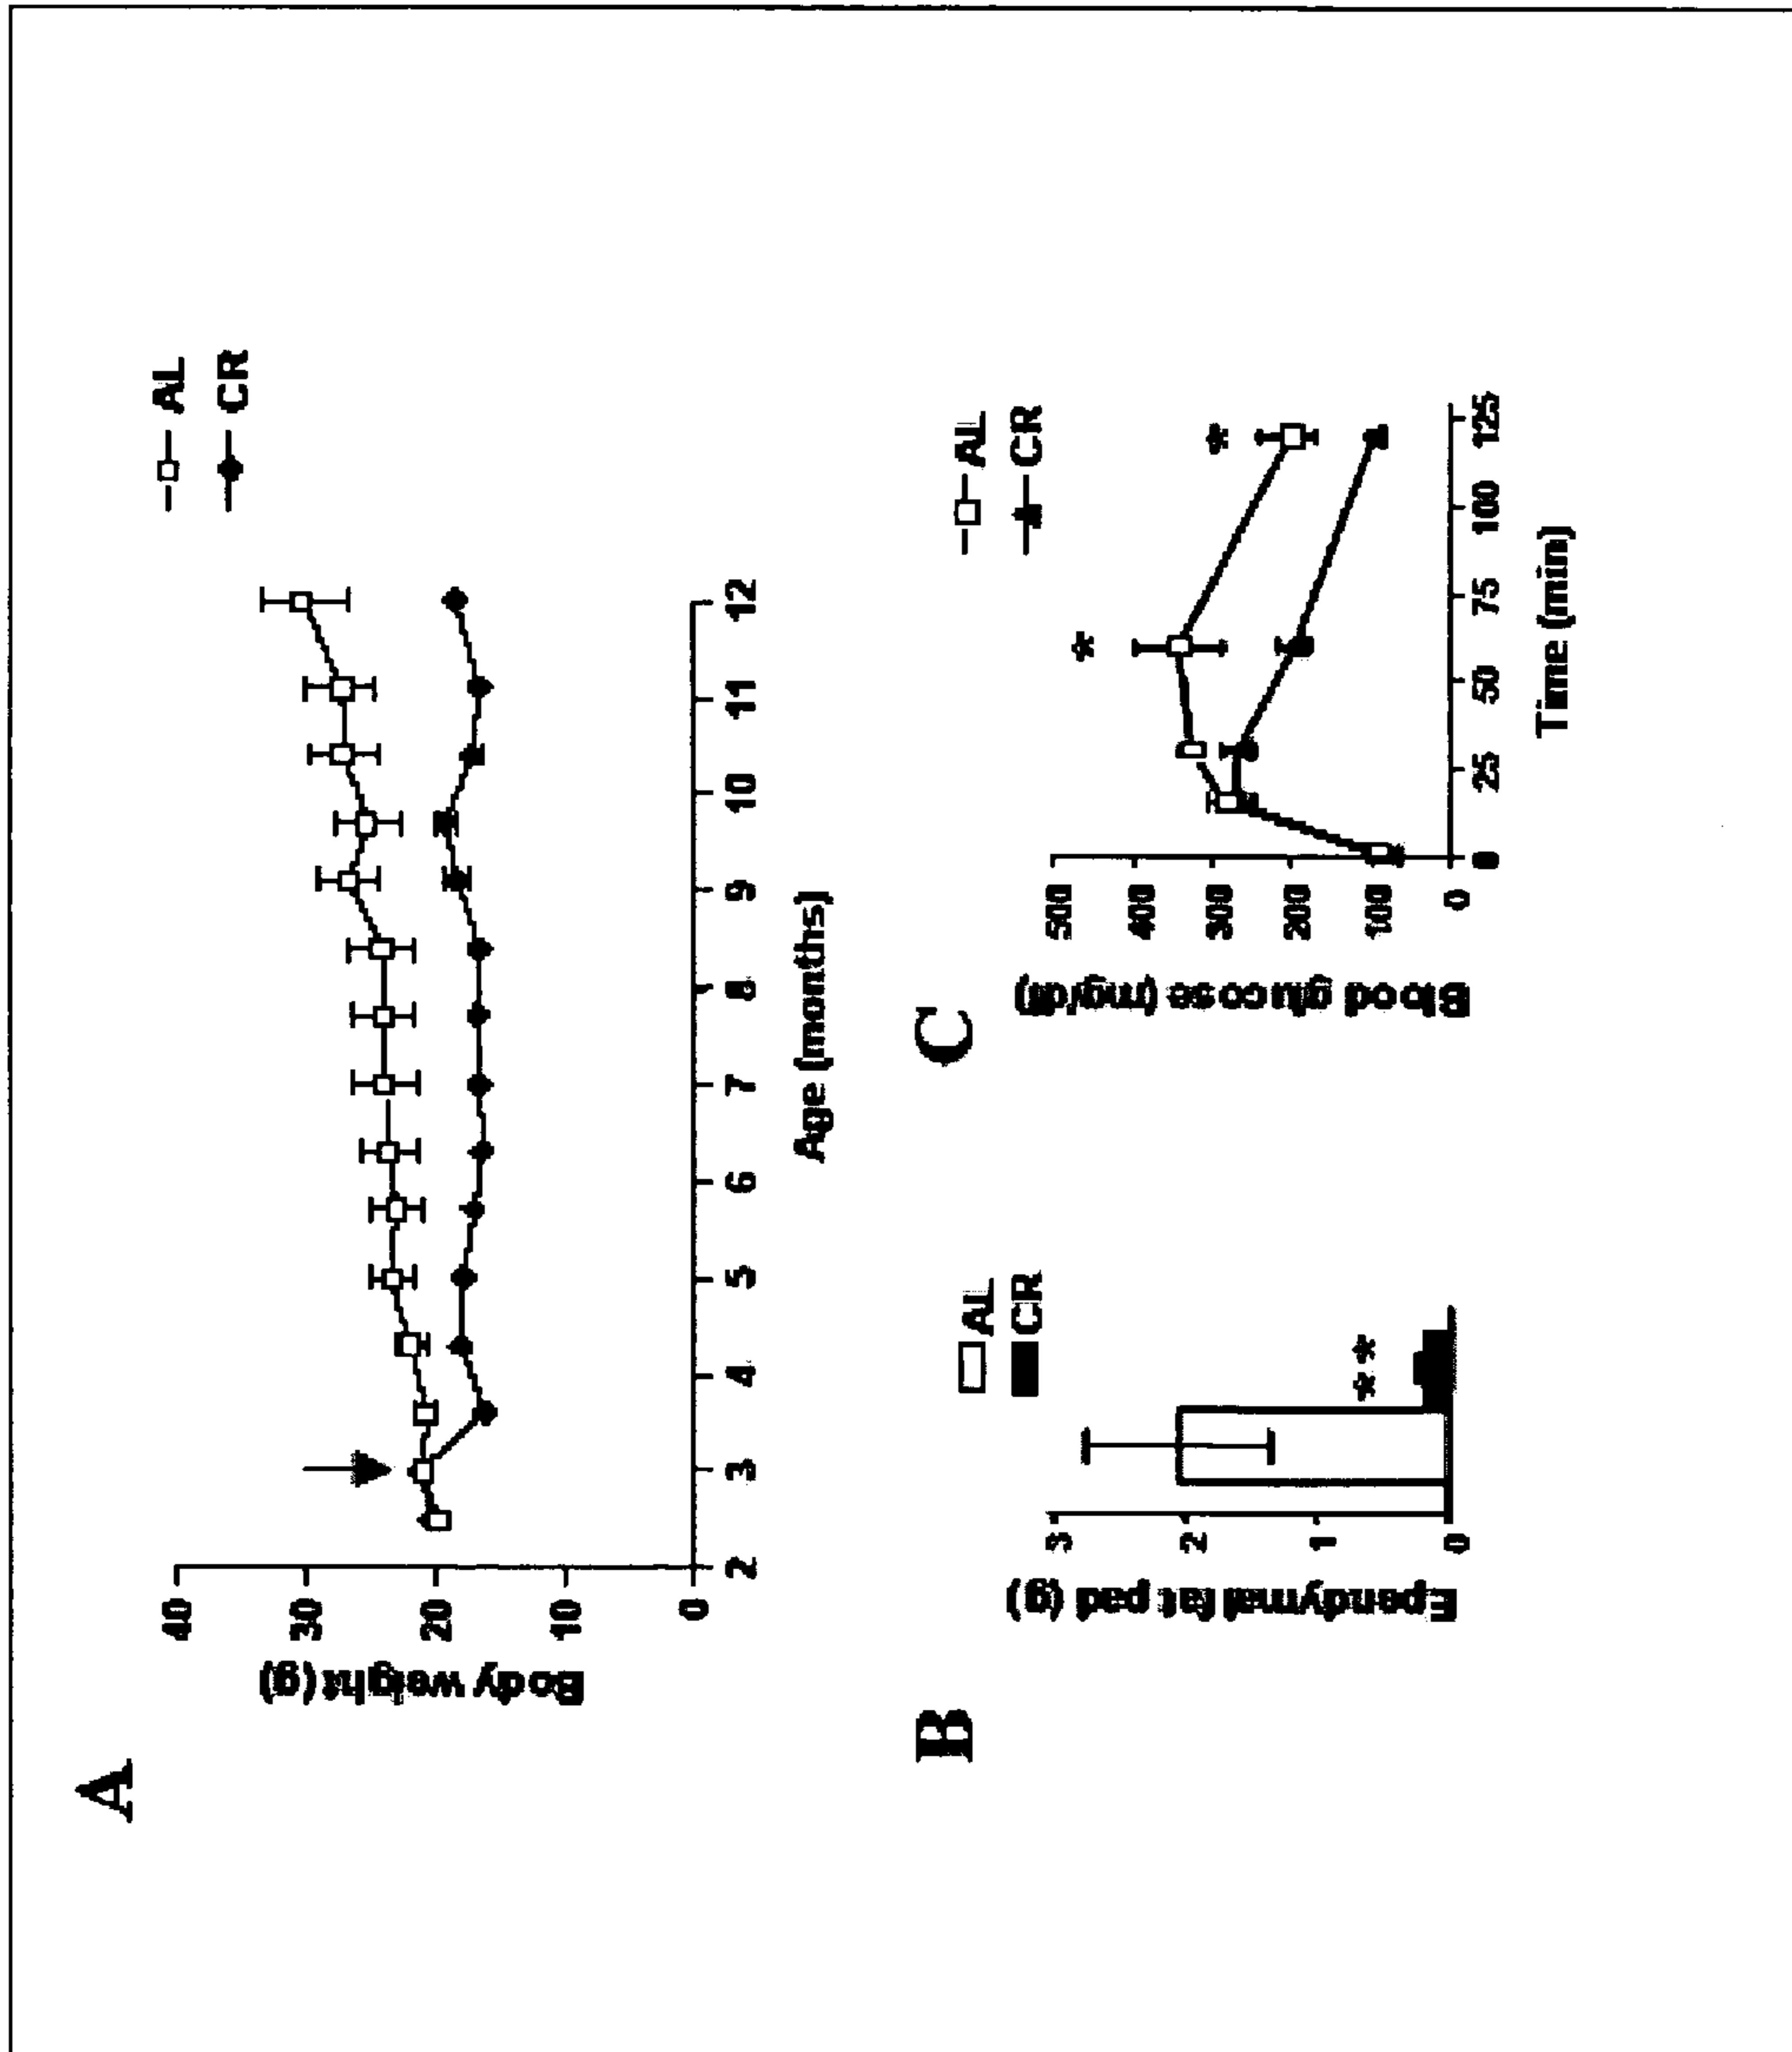 A
AL
CR
Body weight (g)
40
30
20
10
0
2 3 4 5 6 7 8 9 10 11 12
Age (months)
B
AL
CR
Ependymal fat pad (g)
3
2
1
0
**
C
AL
CR
Blood glucose (mg/dl)
500
400
300
200
100
0
* *
0 25 50 75 100 125
Time (min)